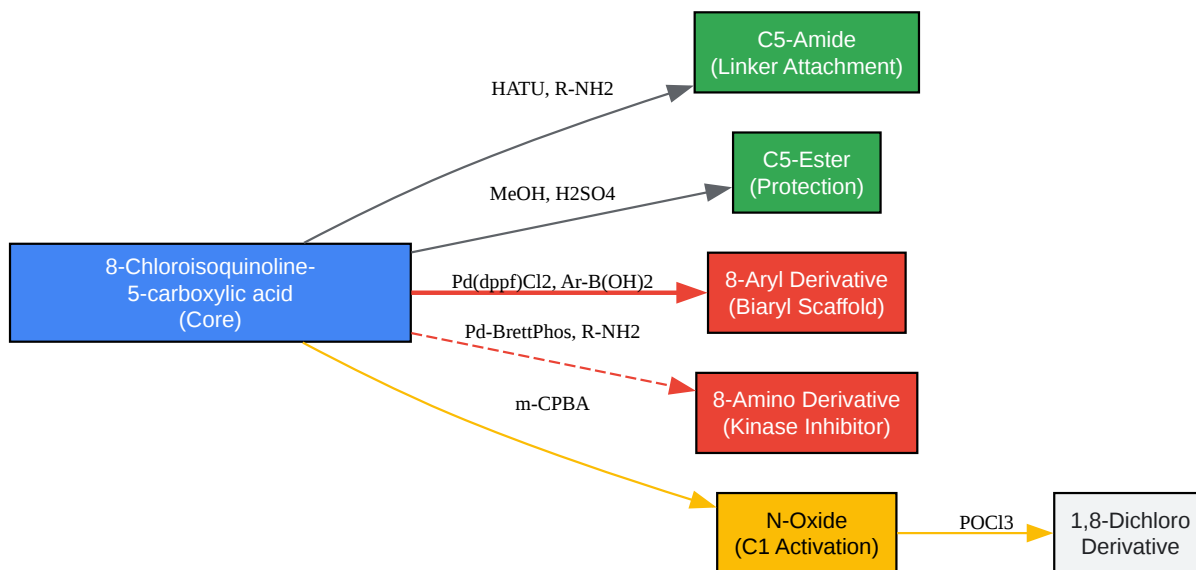 C5-Amide
(Linker Attachment)
HATU, R-NH2
C5-Ester
(Protection)
MeOH, H2SO4
8-Chloroisoquinoline-
5-carboxylic acid
(Core)
Pd(dppf)Cl2, Ar-B(OH)2
8-Aryl Derivative
(Biaryl Scaffold)
Pd-BrettPhos, R-NH2
8-Amino Derivative
(Kinase Inhibitor)
m-CPBA
N-Oxide
(C1 Activation)
POCl3
1,8-Dichloro
Derivative